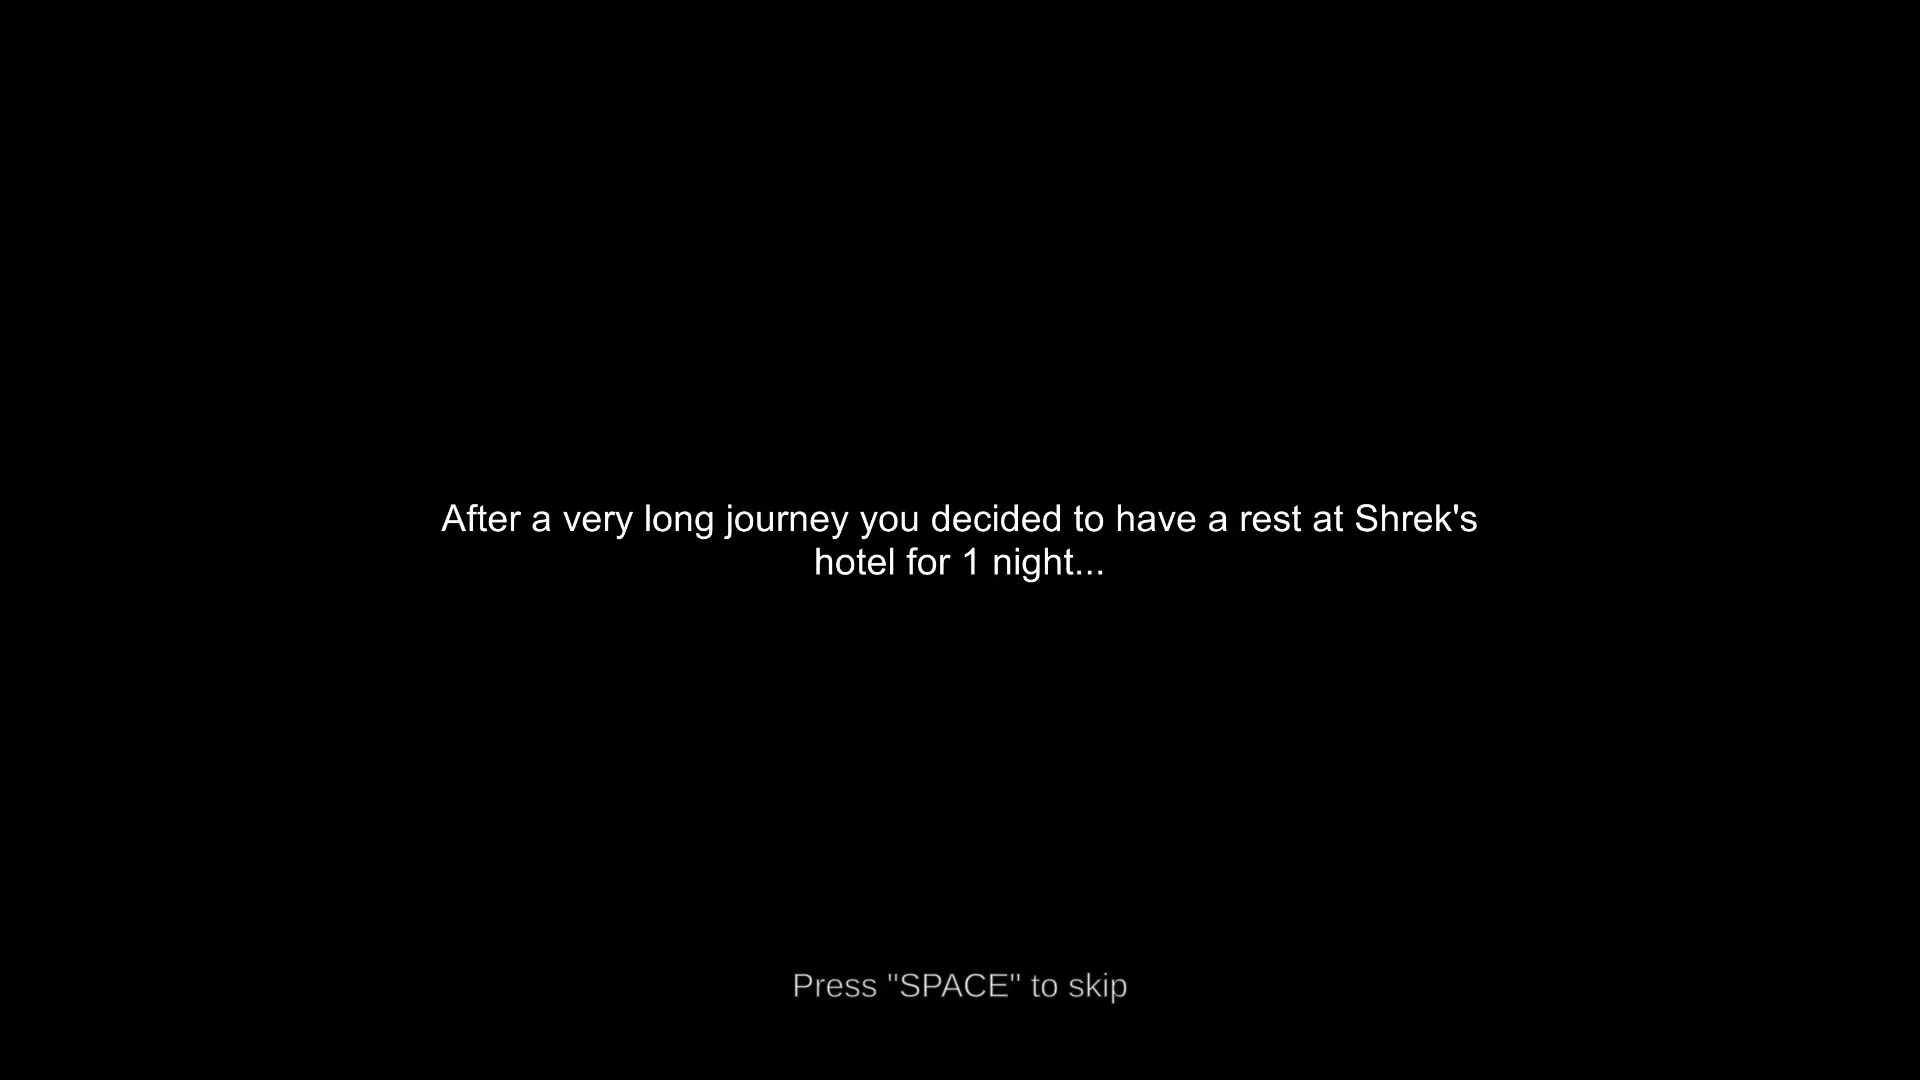 After a very long journey you decided to have a rest at Shrek's
hotel for 1 night...
Press "SPACE" to skip